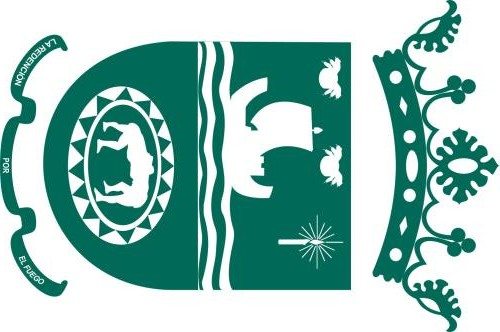 LA REDENCIÓN
POR
EL FUEGO